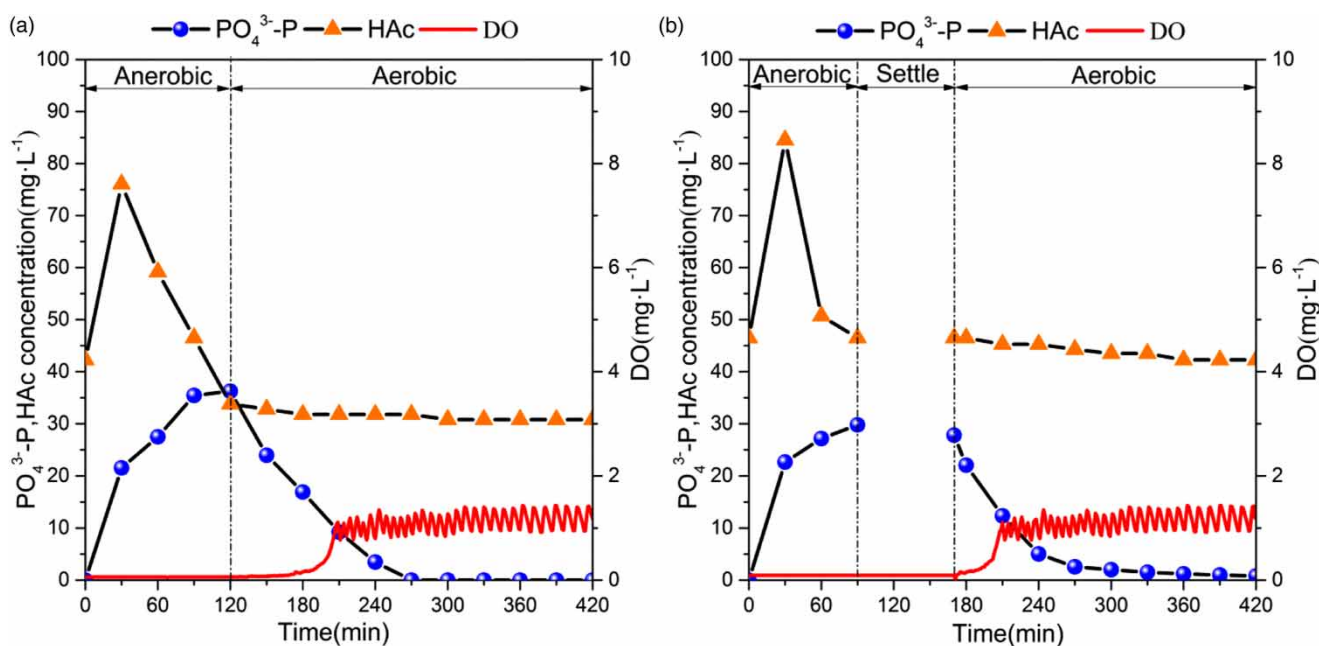 (a)
PO₄³⁻-P HAc DO
Anerobic Aerobic
100
90
80
70
60
50
40
30
20
10
0
PO₄³⁻-P,HAc concentration(mg·L⁻¹)
10
8
6
4
2
0
DO(mg·L⁻¹)
0 60 120 180 240 300 360 420
Time(min)
(b)
PO₄³⁻-P HAc DO
Anerobic Settle Aerobic
100
90
80
70
60
50
40
30
20
10
0
PO₄³⁻-P,HAc concentration(mg·L⁻¹)
10
8
6
4
2
0
DO(mg·L⁻¹)
0 60 120 180 240 300 360 420
Time(min)